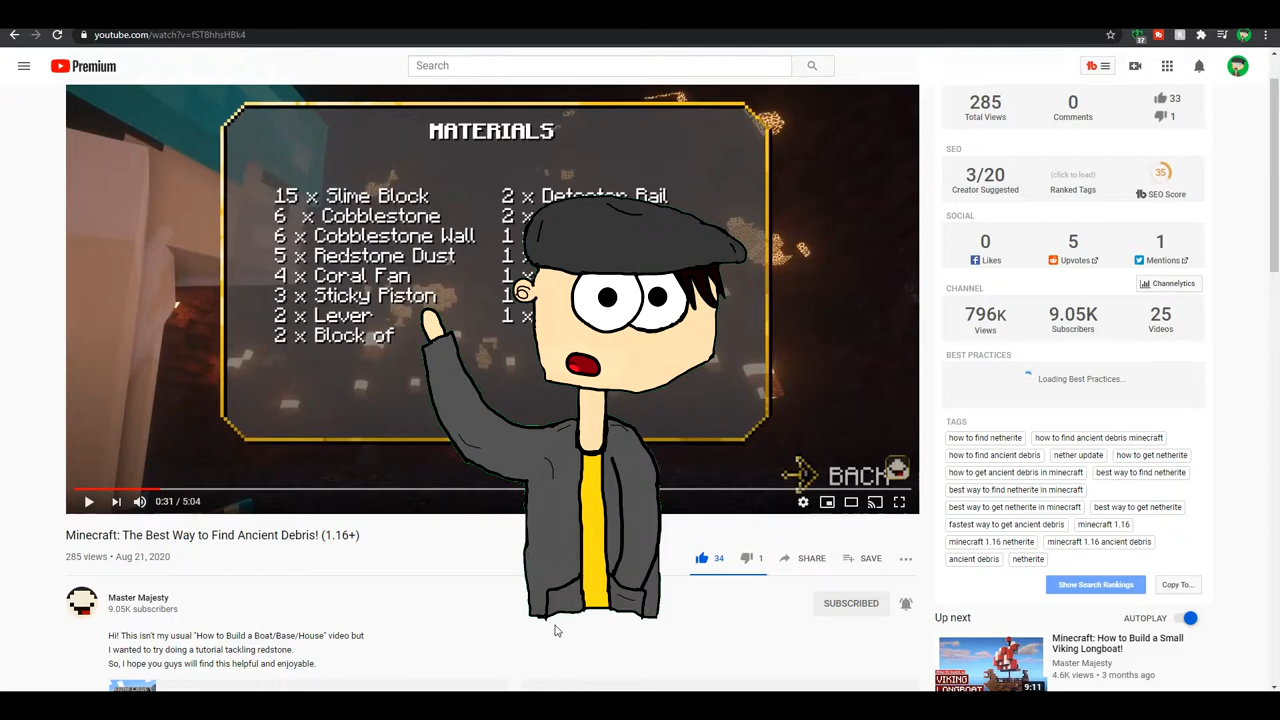 youtube.com/watch?v=fST8hhsHBk4
37
Premium
Search
MATERIALS
15 x Slime Block
6 x Cobblestone
6 x Cobblestone Wall
5 x Redstone Dust
4 x Coral Fan
3 x Sticky Piston
2 x Lever
2 x Block of
2 x Detector Rail
2 x
1
1
1
1
1 x
BACK
0:31 / 5:04
Minecraft: The Best Way to Find Ancient Debris! (1.16+)
285 views • Aug 21, 2020
34
1
SHARE
SAVE
Master Majesty
9.05K subscribers
SUBSCRIBED
Hi! This isn't my usual "How to Build a Boat/Base/House" video but
I wanted to try doing a tutorial tackling redstone.
So, I hope you guys will find this helpful and enjoyable.
285 0 33
Total Views Comments 1
SEO
3/20 (click to load) 35
Creator Suggested Ranked Tags SEO Score
SOCIAL
0 5 1
Likes Upvotes Mentions
CHANNEL Channelytics
796K 9.05K 25
Views Subscribers Videos
BEST PRACTICES
Loading Best Practices...
TAGS
how to find netherite how to find ancient debris minecraft
how to find ancient debris nether update how to get netherite
how to get ancient debris in minecraft best way to find netherite
best way to find netherite in minecraft
best way to get netherite in minecraft best way to get netherite
fastest way to get ancient debris minecraft 1.16
minecraft 1.16 netherite minecraft 1.16 ancient debris
ancient debris netherite
Show Search Rankings Copy To...
Up next AUTOPLAY
Minecraft: How to Build a Small
Viking Longboat!
Master Majesty
4.6K views • 3 months ago
VIKING
LONGBOAT
9:11